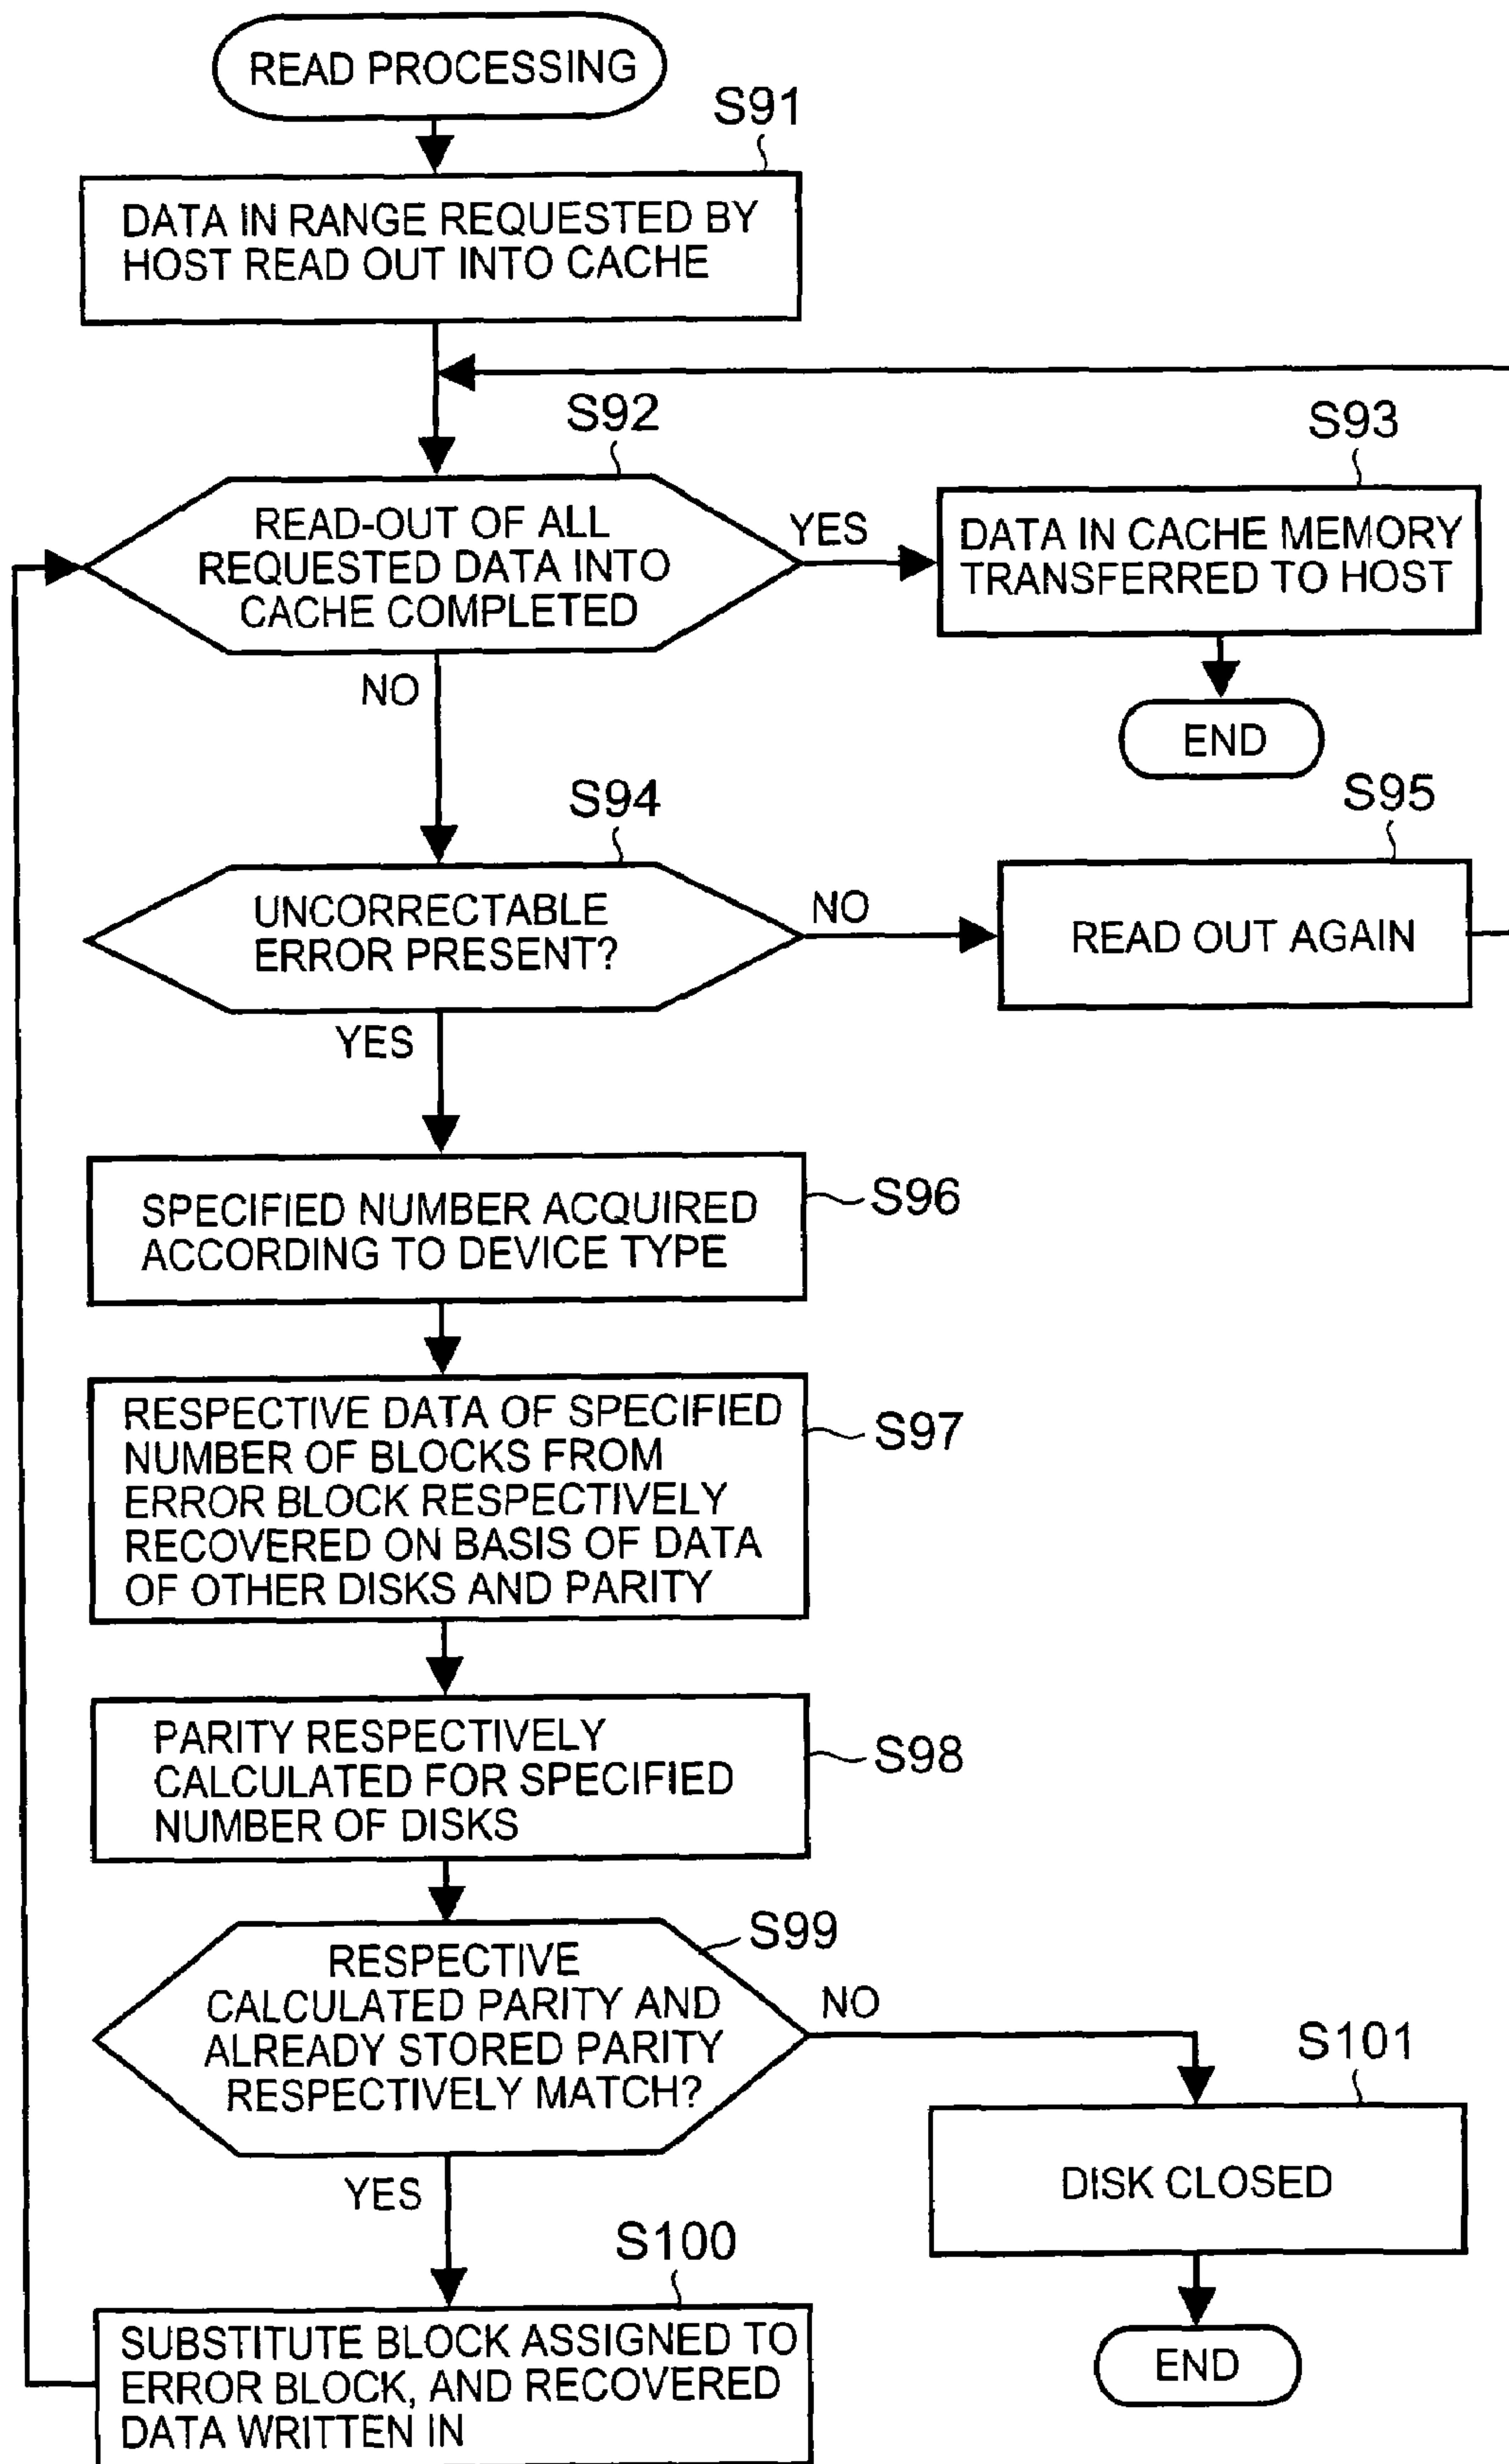 READ PROCESSING
S91
DATA IN RANGE REQUESTED BY
HOST READ OUT INTO CACHE
S92
READ-OUT OF ALL
REQUESTED DATA INTO
CACHE COMPLETED
YES
S93
DATA IN CACHE MEMORY
TRANSFERRED TO HOST
END
NO
S94
UNCORRECTABLE
ERROR PRESENT?
NO
S95
READ OUT AGAIN
YES
S96
SPECIFIED NUMBER ACQUIRED
ACCORDING TO DEVICE TYPE
S97
RESPECTIVE DATA OF SPECIFIED
NUMBER OF BLOCKS FROM
ERROR BLOCK RESPECTIVELY
RECOVERED ON BASIS OF DATA
OF OTHER DISKS AND PARITY
S98
PARITY RESPECTIVELY
CALCULATED FOR SPECIFIED
NUMBER OF DISKS
S99
RESPECTIVE
CALCULATED PARITY AND
ALREADY STORED PARITY
RESPECTIVELY MATCH?
NO
S101
DISK CLOSED
END
YES
S100
SUBSTITUTE BLOCK ASSIGNED TO
ERROR BLOCK, AND RECOVERED
DATA WRITTEN IN